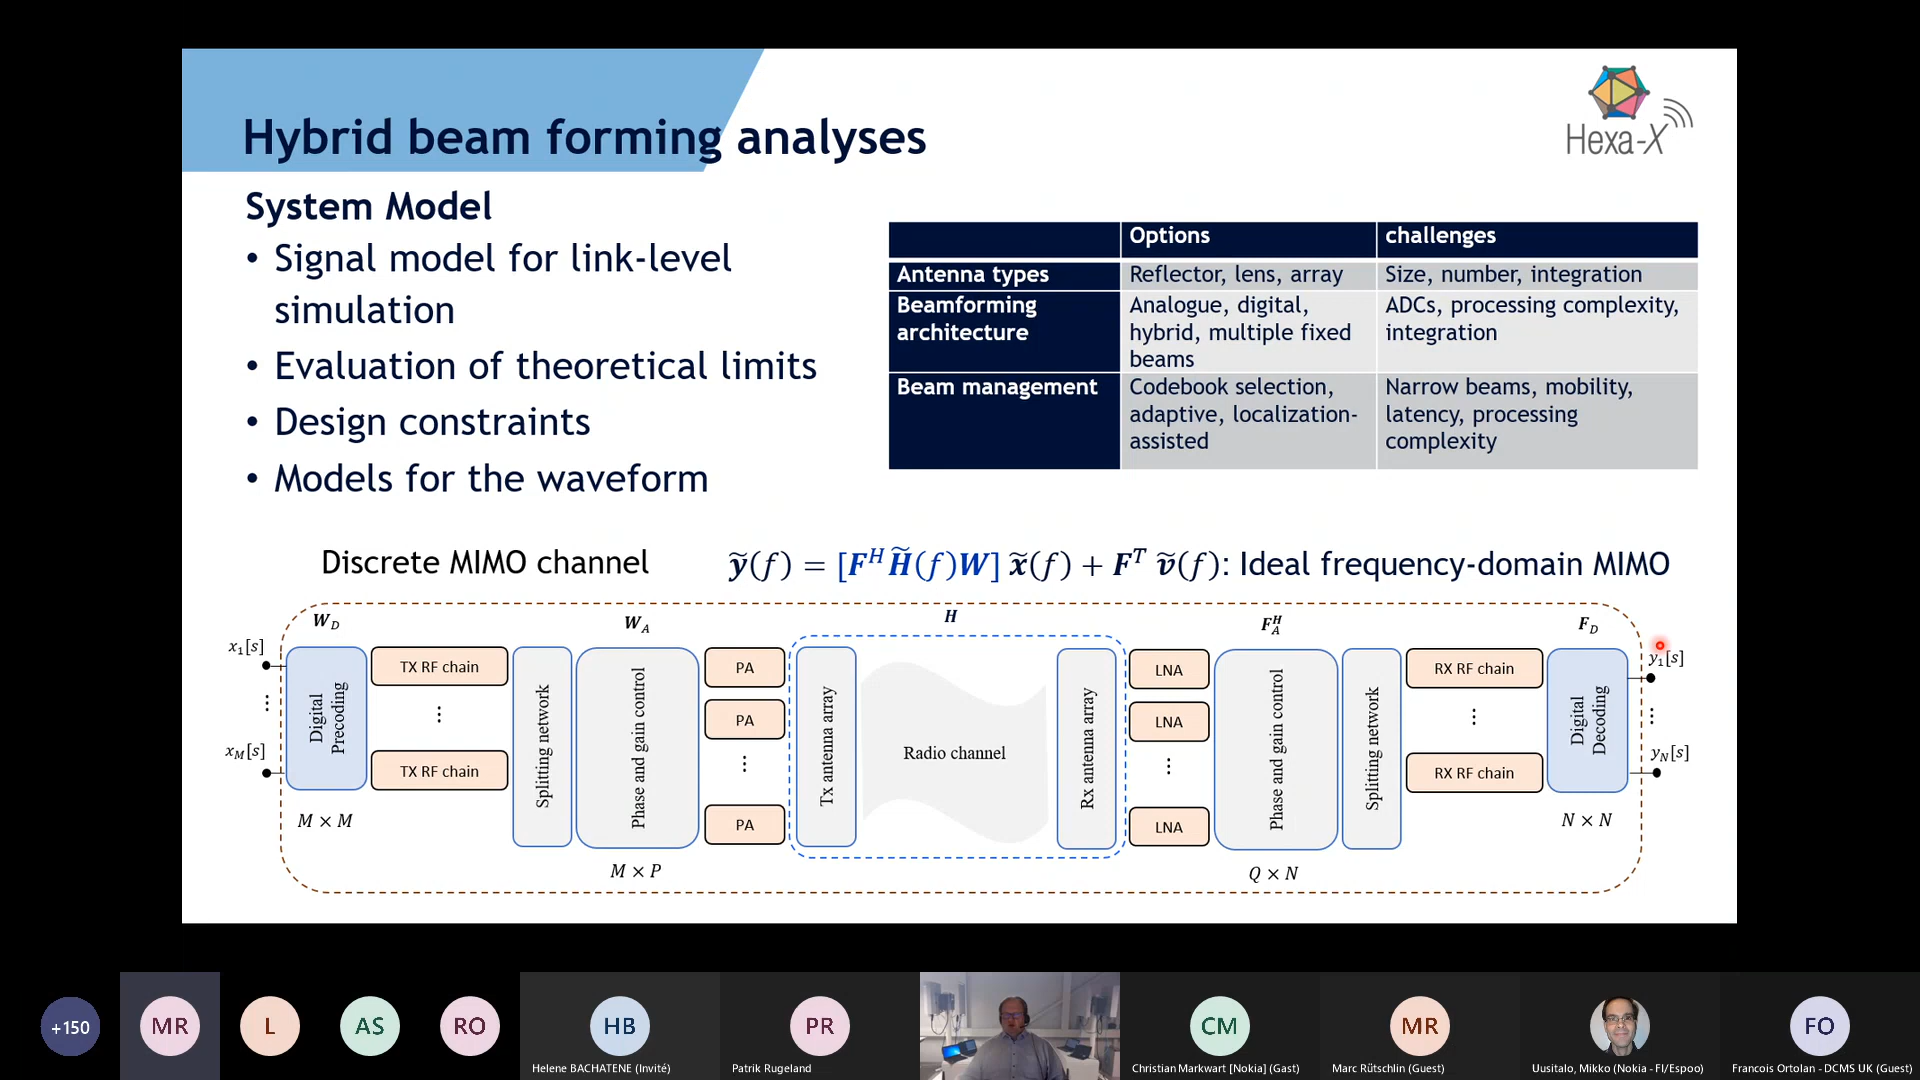 Hybrid beam forming analyses
Hexa-X
System Model
• Signal model for link-level
simulation
• Evaluation of theoretical limits
• Design constraints
• Models for the waveform
Options challenges
Antenna types Reflector, lens, array Size, number, integration
Beamforming architecture Analogue, digital, hybrid, multiple fixed beams ADCs, processing complexity, integration
Beam management Codebook selection, adaptive, localization-assisted Narrow beams, mobility, latency, processing complexity
Discrete MIMO channel
ỹ(f) = [F^H H̃(f)W] x̃(f) + F^T ṽ(f): Ideal frequency-domain MIMO
W_D
W_A
H
F_A^H
F_D
x₁[s]
⋮
x_M[s]
Digital
Precoding
M × M
TX RF chain
⋮
TX RF chain
Splitting network
Phase and gain control
M × P
PA
PA
⋮
PA
Tx antenna array
Radio channel
Rx antenna array
LNA
LNA
⋮
LNA
Phase and gain control
Q × N
Splitting network
RX RF chain
⋮
RX RF chain
Digital
Decoding
N × N
y₁[s]
⋮
y_N[s]
+150
MR
L
AS
RO
HB
Helene BACHATENE (Invité)
PR
Patrik Rugeland
CM
Christian Markwart [Nokia] (Gast)
MR
Marc Rütschlin (Guest)
Uusitalo, Mikko (Nokia - FI/Espoo)
FO
Francois Ortolan - DCMS UK (Guest)